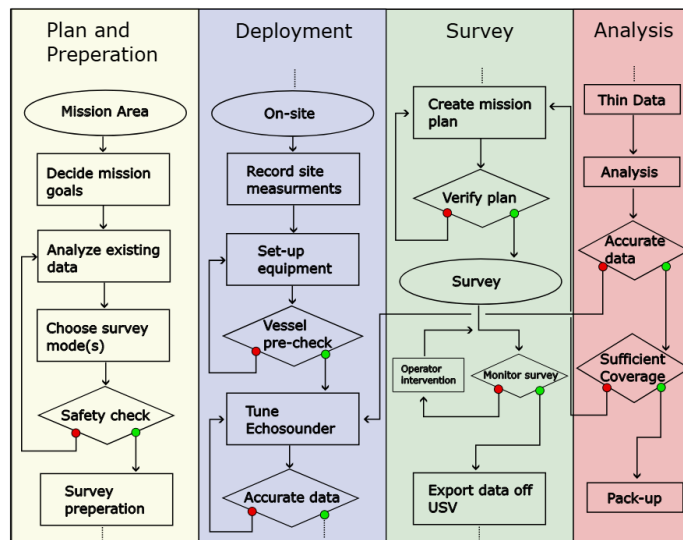 Plan and
Preperation
Mission Area
Decide mission
goals
Analyze existing
data
Choose survey
mode(s)
Safety check
Survey
preperation
Deployment
On-site
Record site
measurments
Set-up
equipment
Vessel
pre-check
Tune
Echosounder
Accurate data
Survey
Create mission
plan
Verify plan
Survey
Operator
intervention
Monitor survey
Export data off
USV
Analysis
Thin Data
Analysis
Accurate
data
Sufficient
Coverage
Pack-up